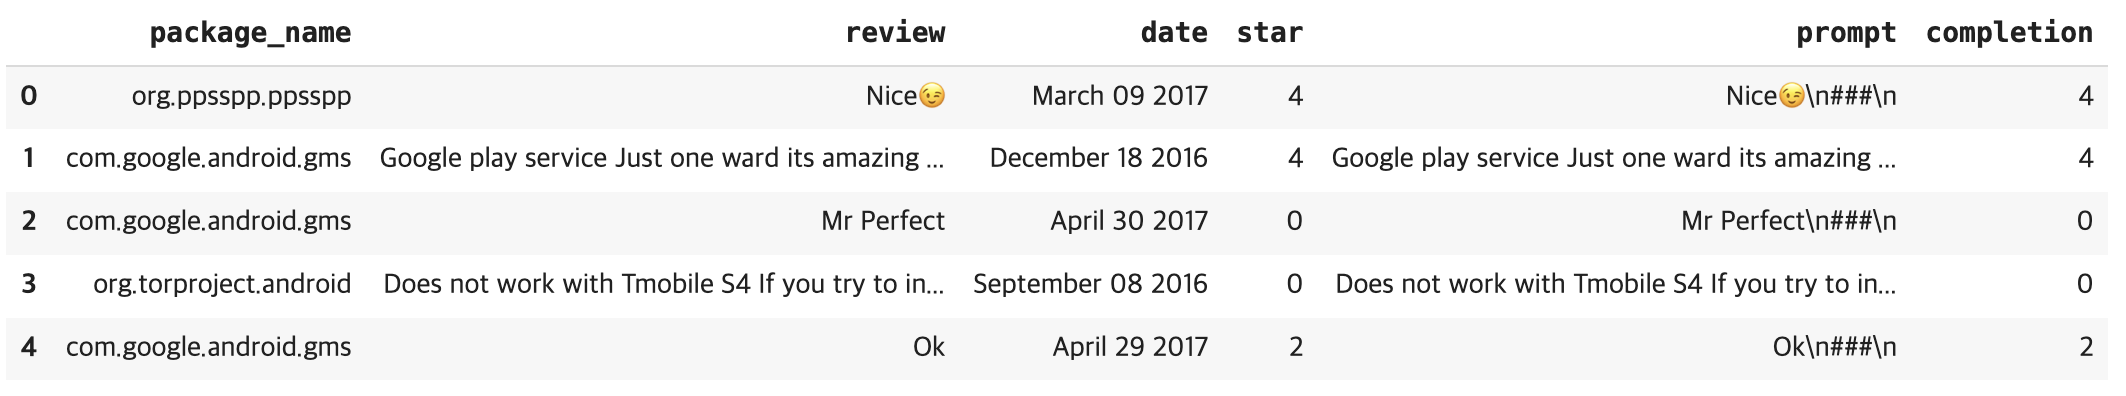 package_name review date star prompt completion
0 org.ppsspp.ppsspp Nice😉 March 09 2017 4 Nice😉\n###\n 4
1 com.google.android.gms Google play service Just one ward its amazing ... December 18 2016 4 Google play service Just one ward its amazing ... 4
2 com.google.android.gms Mr Perfect April 30 2017 0 Mr Perfect\n###\n 0
3 org.torproject.android Does not work with Tmobile S4 If you try to in... September 08 2016 0 Does not work with Tmobile S4 If you try to in... 0
4 com.google.android.gms Ok April 29 2017 2 Ok\n###\n 2